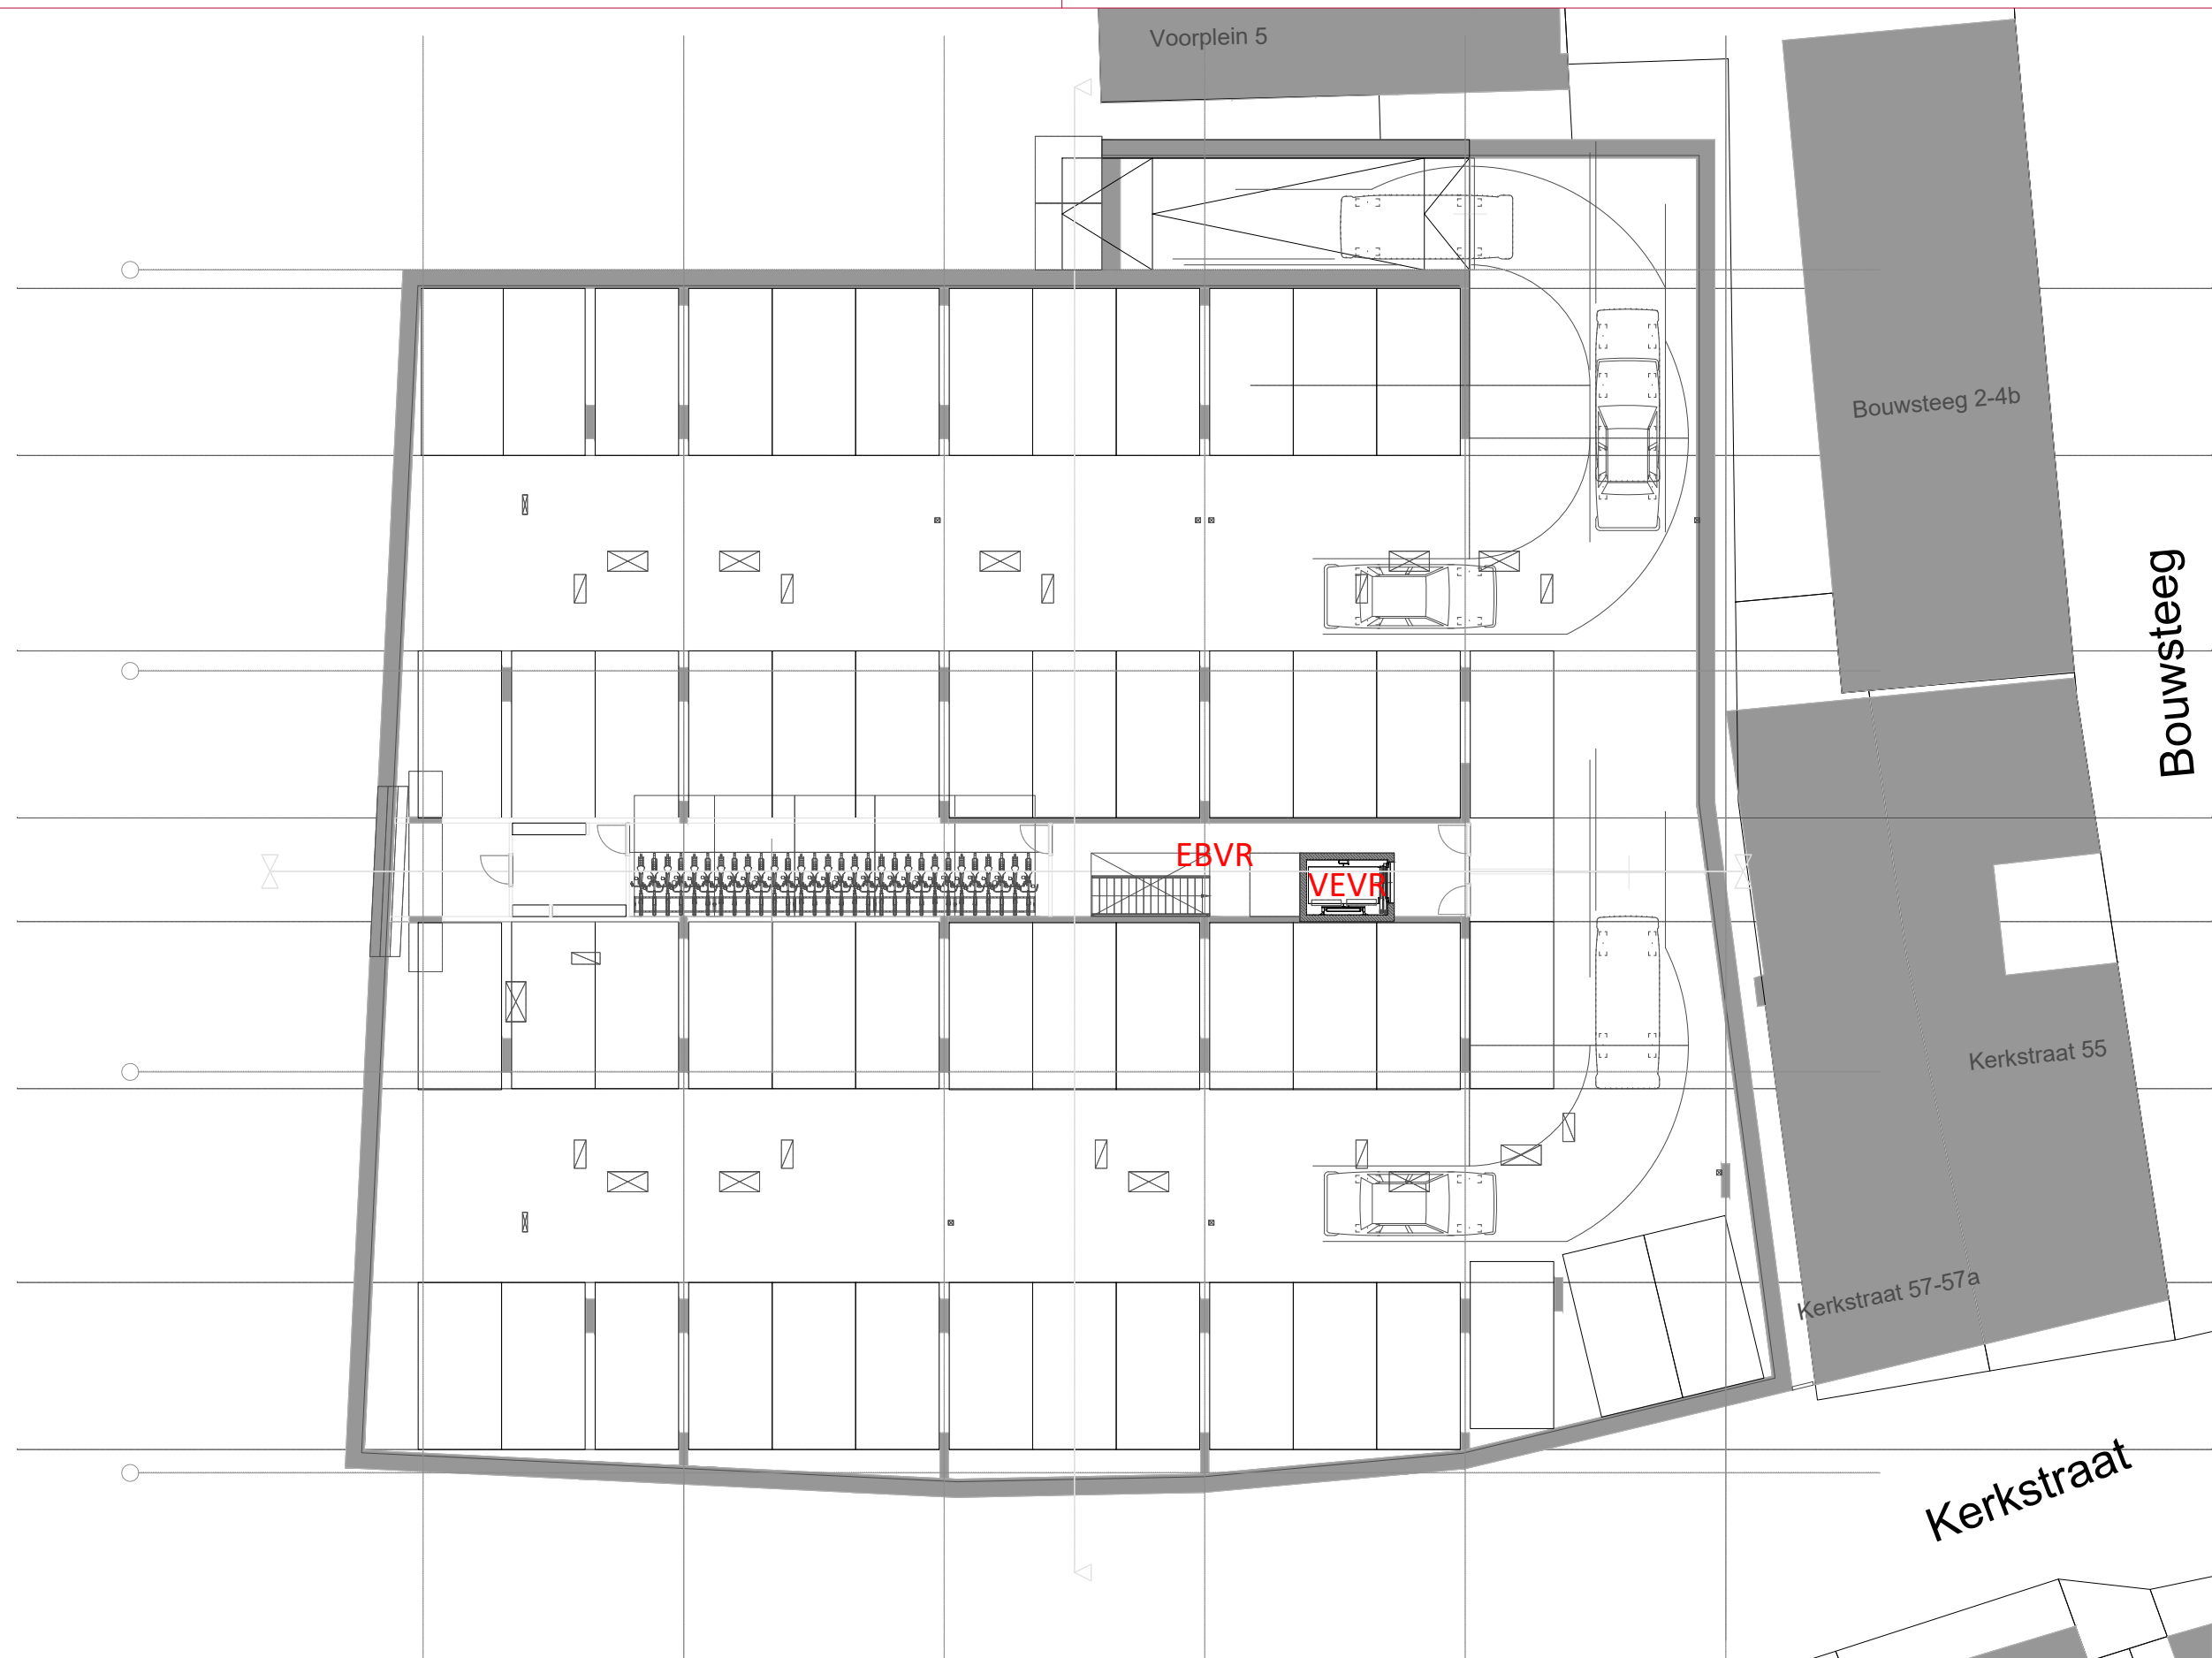 Voorplein 5
Bouwsteeg 2-4b
Bouwsteeg
EBVR
VEVR
Kerkstraat 55
Kerkstraat 57-57a
Kerkstraat